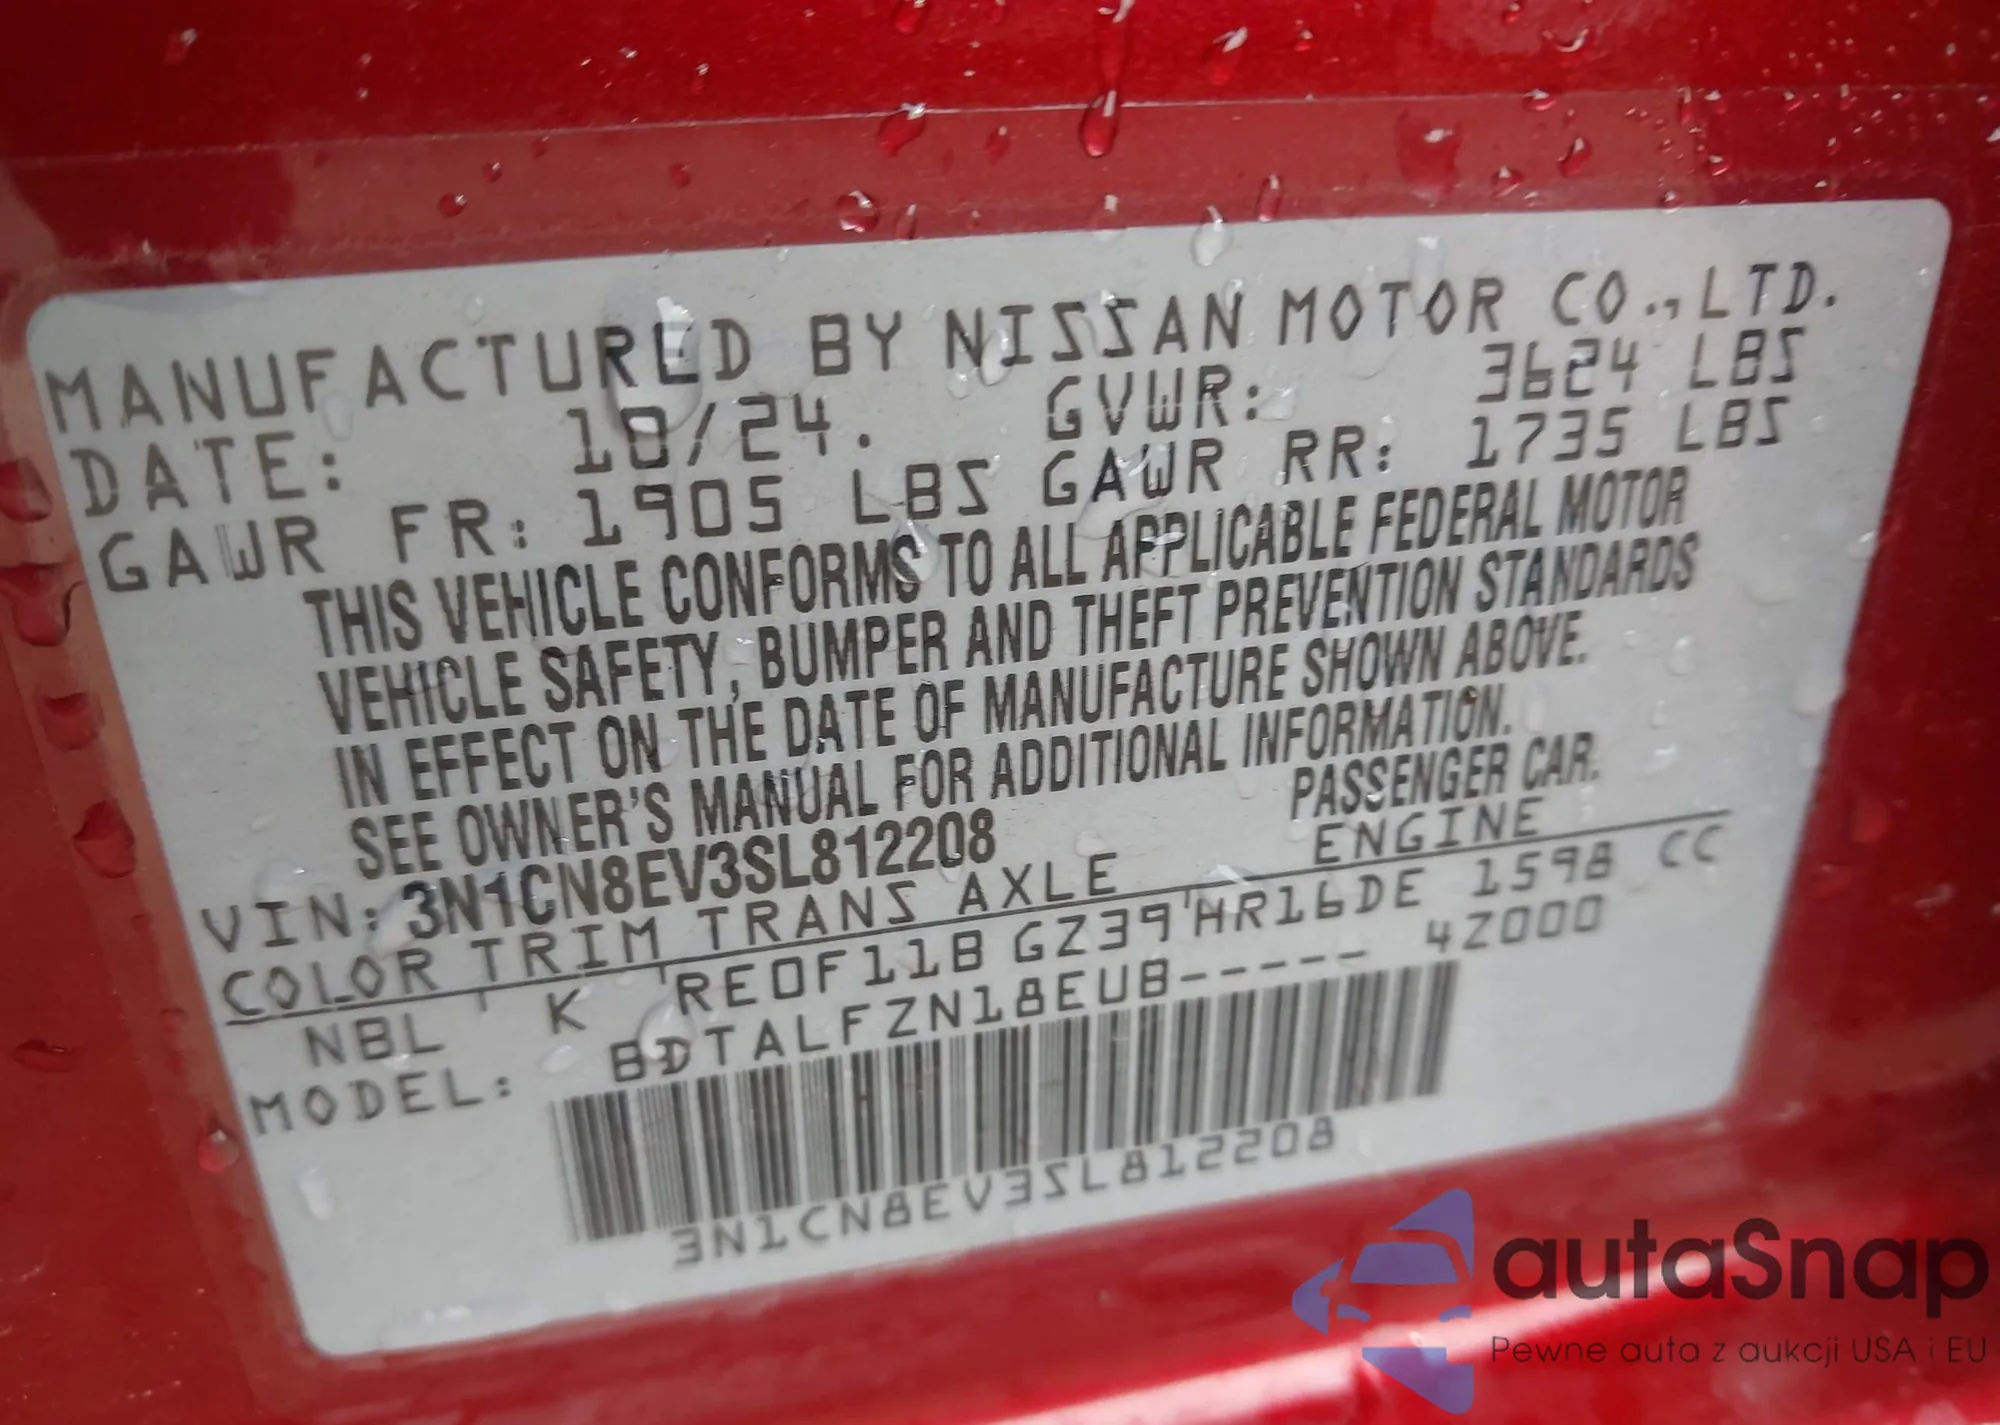 MANUFACTURED BY NISSAN MOTOR CO., LTD.
DATE: 10/24. GVWR: 3624 LBS
GAWR FR: 1905 LBS GAWR RR: 1735 LBS
THIS VEHICLE CONFORMS TO ALL APPLICABLE FEDERAL MOTOR
VEHICLE SAFETY, BUMPER AND THEFT PREVENTION STANDARDS
IN EFFECT ON THE DATE OF MANUFACTURE SHOWN ABOVE.
SEE OWNER'S MANUAL FOR ADDITIONAL INFORMATION.
VIN: 3N1CN8EV3SL812208 PASSENGER CAR.
COLOR TRIM TRANS AXLE ENGINE
NBL K RE0F11B GZ39 HR16DE 1598 CC
MODEL: BDTALFZN18EUB----- 4Z000
3N1CN8EV3SL812208
autaSnap
Pewne auta z aukcji USA i EU